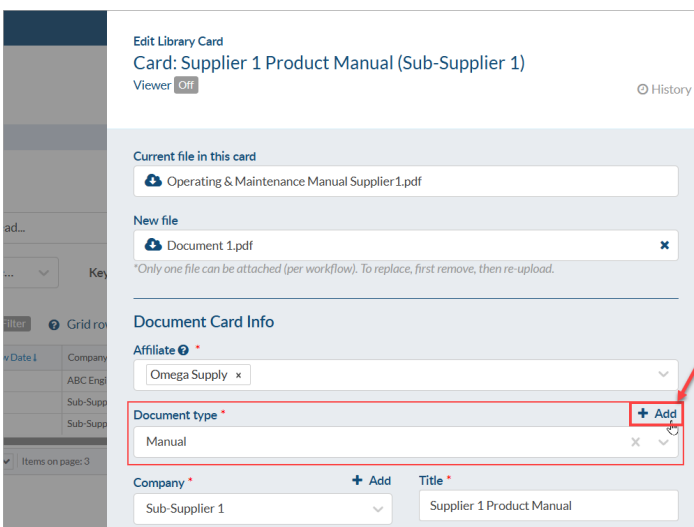 Edit Library Card
Card: Supplier 1 Product Manual (Sub-Supplier 1)
Viewer Off
History
Current file in this card
Operating & Maintenance Manual Supplier1.pdf
New file
Document 1.pdf
*Only one file can be attached (per workflow). To replace, first remove, then re-upload.
ad...
... Key
Filter Grid ro
w Date Company
ABC Engi
Sub-Supp
Sub-Supp
Items on page: 3
Document Card Info
Affiliate *
Omega Supply ×
Document type * + Add
Manual
Company * + Add Title *
Sub-Supplier 1 Supplier 1 Product Manual